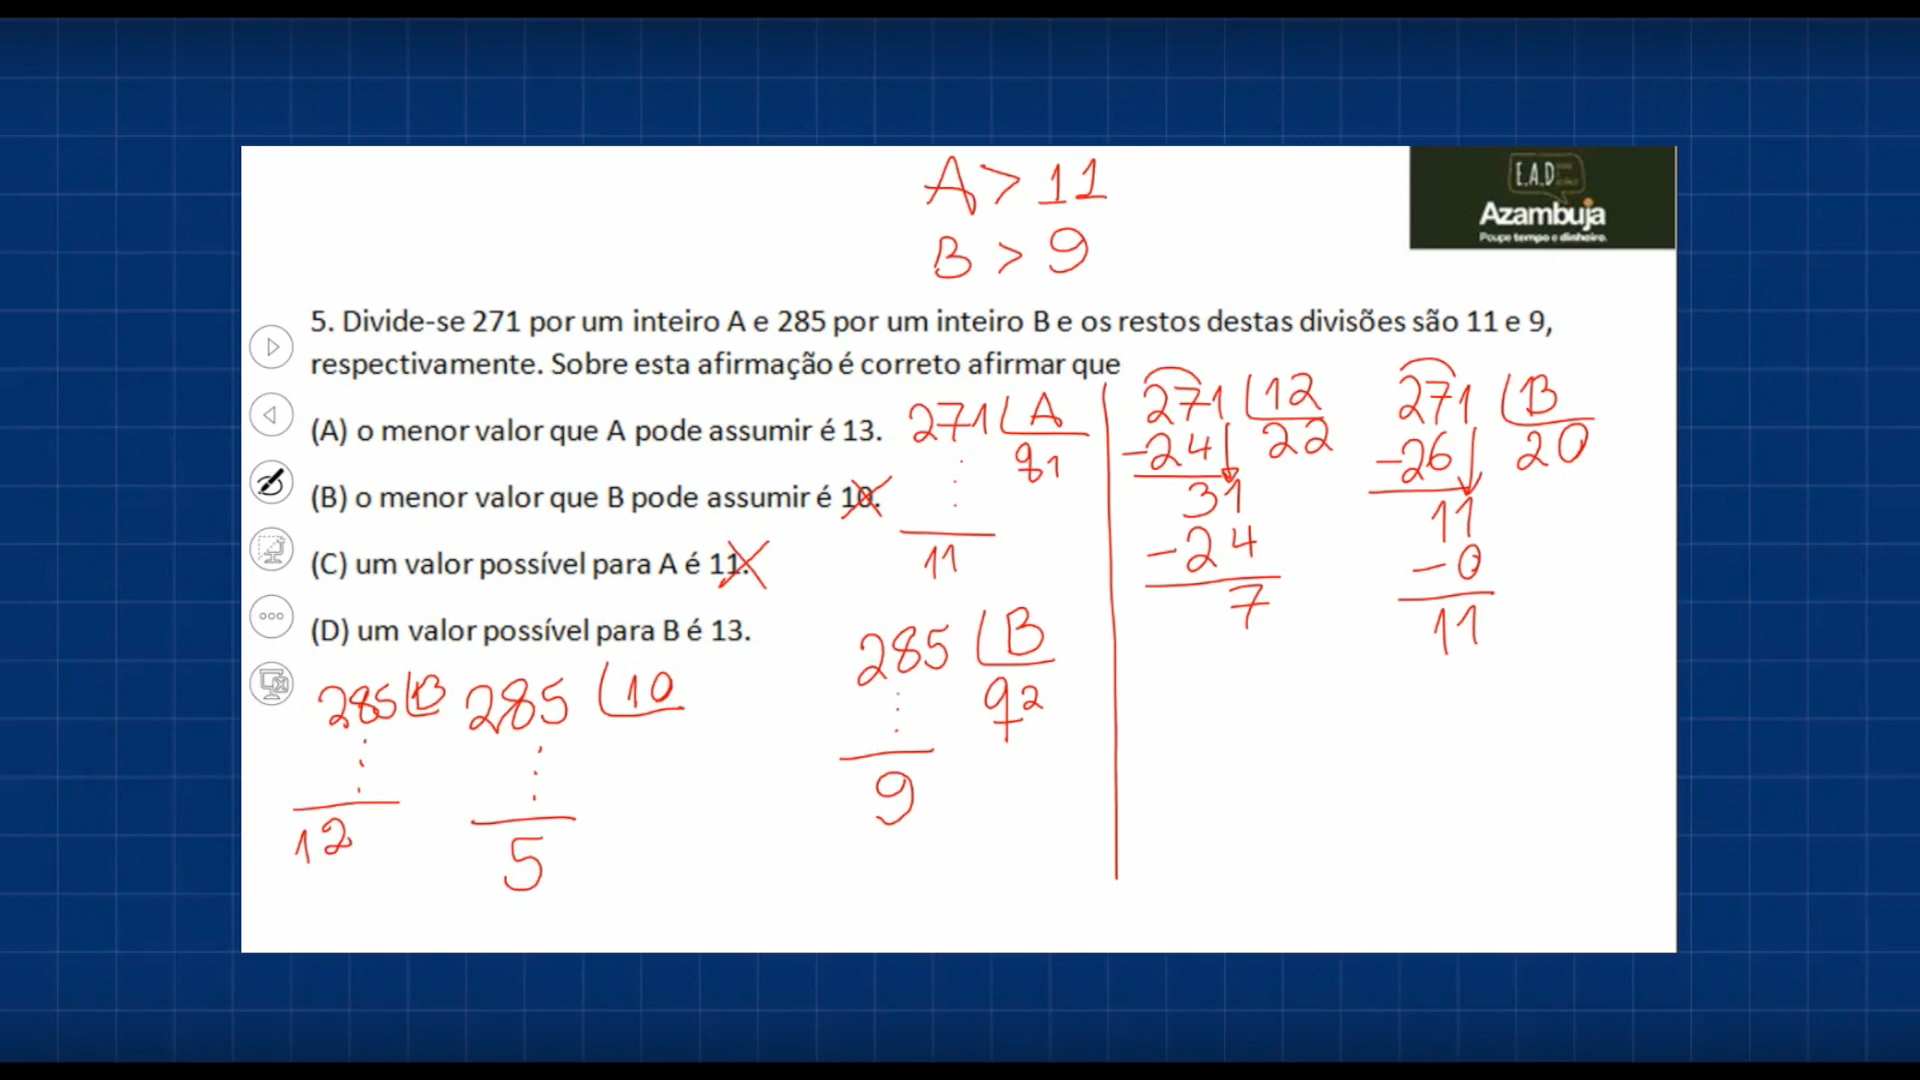 A > 11
B > 9
E.A.D
Azambuja
Poupe tempo e dinheiro.
5. Divide-se 271 por um inteiro A e 285 por um inteiro B e os restos destas divisões são 11 e 9,
respectivamente. Sobre esta afirmação é correto afirmar que
(A) o menor valor que A pode assumir é 13.
(B) o menor valor que B pode assumir é 10.
(C) um valor possível para A é 11.
(D) um valor possível para B é 13.
271 A
q1
11
285 B
q2
9
285 13
12
285 10
5
271 12
-24 22
31
-24
7
271 13
-26 20
11
-0
11